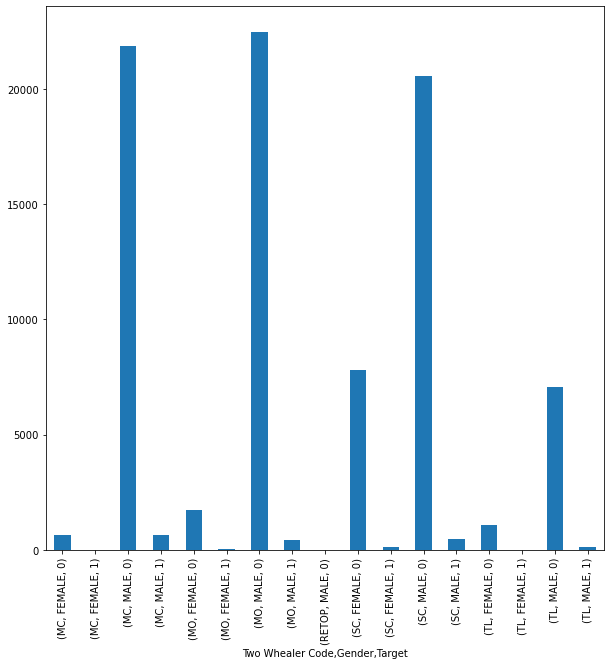 20000
15000
10000
5000
0
(MC, FEMALE, 0)
(MC, FEMALE, 1)
(MC, MALE, 0)
(MC, MALE, 1)
(MO, FEMALE, 0)
(MO, FEMALE, 1)
(MO, MALE, 0)
(MO, MALE, 1)
(RETOP, MALE, 0)
(SC, FEMALE, 0)
(SC, FEMALE, 1)
(SC, MALE, 0)
(SC, MALE, 1)
(TL, FEMALE, 0)
(TL, FEMALE, 1)
(TL, MALE, 0)
(TL, MALE, 1)
Two Whealer Code,Gender,Target